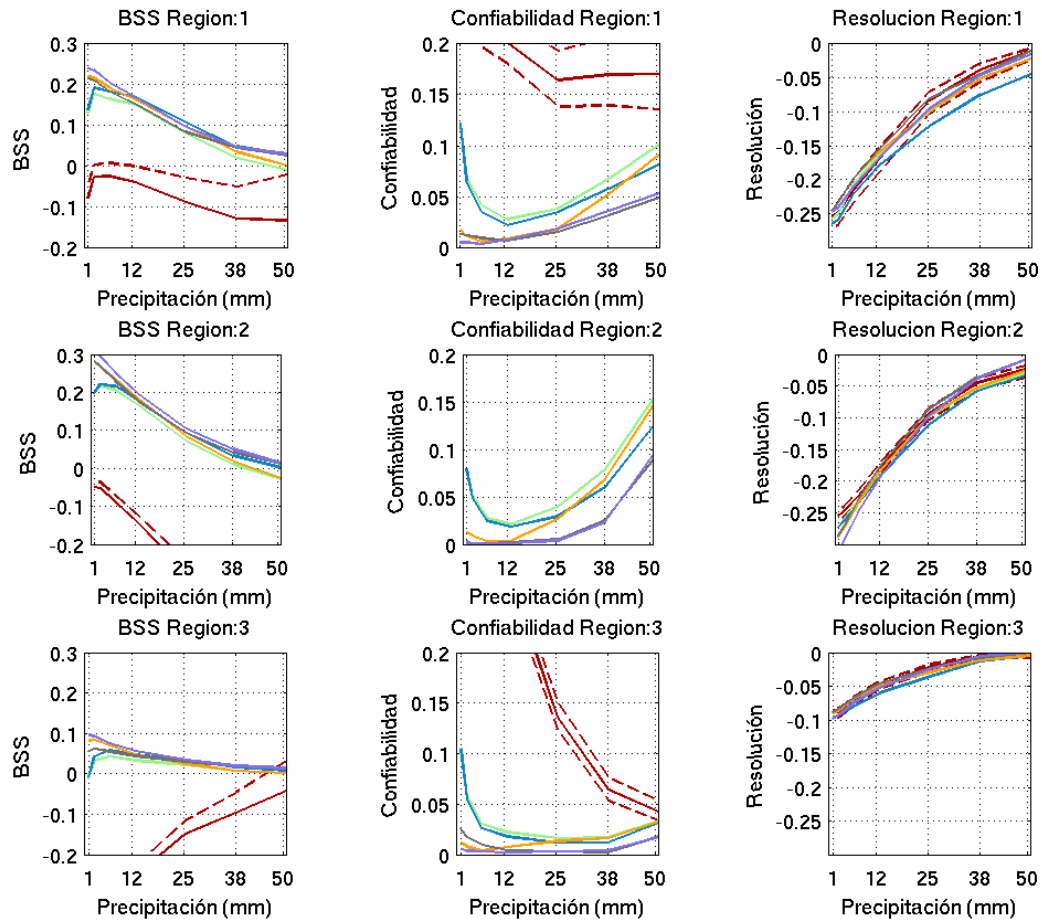 BSS Region:1
0.3
0.2
0.1
0
-0.1
-0.2
BSS
1 12 25 38 50
Precipitación (mm)
Confiabilidad Region:1
0.2
0.15
0.1
0.05
0
Confiabilidad
1 12 25 38 50
Precipitación (mm)
Resolucion Region:1
0
-0.05
-0.1
-0.15
-0.2
-0.25
Resolución
1 12 25 38 50
Precipitación (mm)
BSS Region:2
0.3
0.2
0.1
0
-0.1
-0.2
BSS
1 12 25 38 50
Precipitación (mm)
Confiabilidad Region:2
0.2
0.15
0.1
0.05
0
Confiabilidad
1 12 25 38 50
Precipitación (mm)
Resolucion Region:2
0
-0.05
-0.1
-0.15
-0.2
-0.25
Resolución
1 12 25 38 50
Precipitación (mm)
BSS Region:3
0.3
0.2
0.1
0
-0.1
-0.2
BSS
1 12 25 38 50
Precipitación (mm)
Confiabilidad Region:3
0.2
0.15
0.1
0.05
0
Confiabilidad
1 12 25 38 50
Precipitación (mm)
Resolucion Region:3
0
-0.05
-0.1
-0.15
-0.2
-0.25
Resolución
1 12 25 38 50
Precipitación (mm)